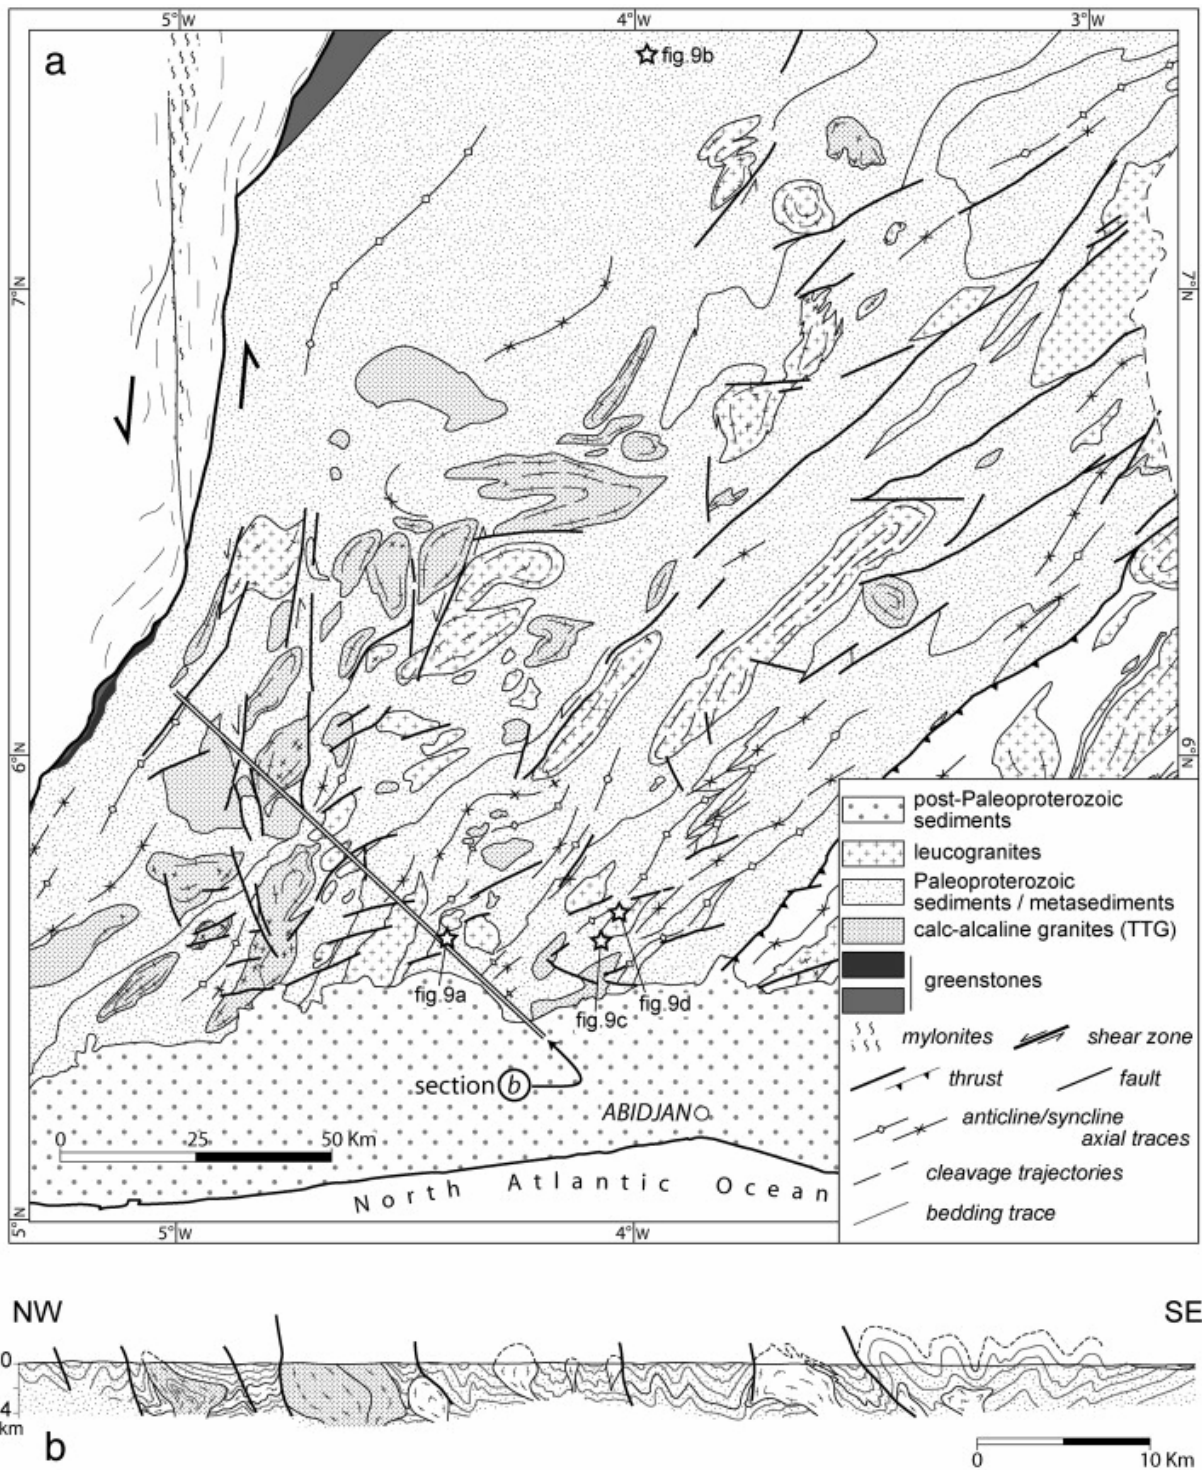 5°W 4°W 3°W
a
fig.9b
7°N 7°N
6°N 6°N
post-Paleoproterozoic
sediments
leucogranites
Paleoproterozoic
sediments / metasediments
calc-alcaline granites (TTG)
greenstones
mylonites shear zone
thrust fault
anticline/syncline
axial traces
cleavage trajectories
bedding trace
fig.9a
fig.9c
fig.9d
section b
ABIDJAN
0 25 50 Km
North Atlantic Ocean
5°N
5°W 4°W
NW SE
0
4
km
b
0 10 Km